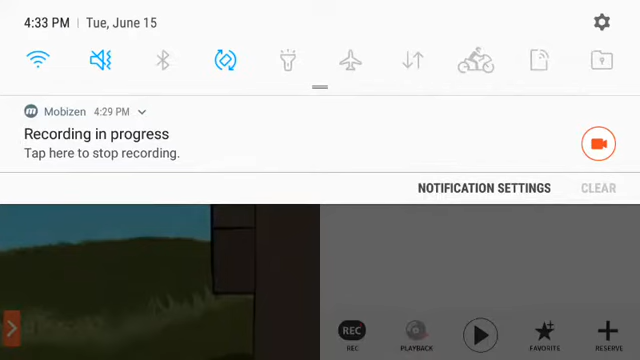 4:33 PM | Tue, June 15
Mobizen 4:29 PM
Recording in progress
Tap here to stop recording.
NOTIFICATION SETTINGS CLEAR
REC
REC PLAYBACK FAVORITE RESERVE